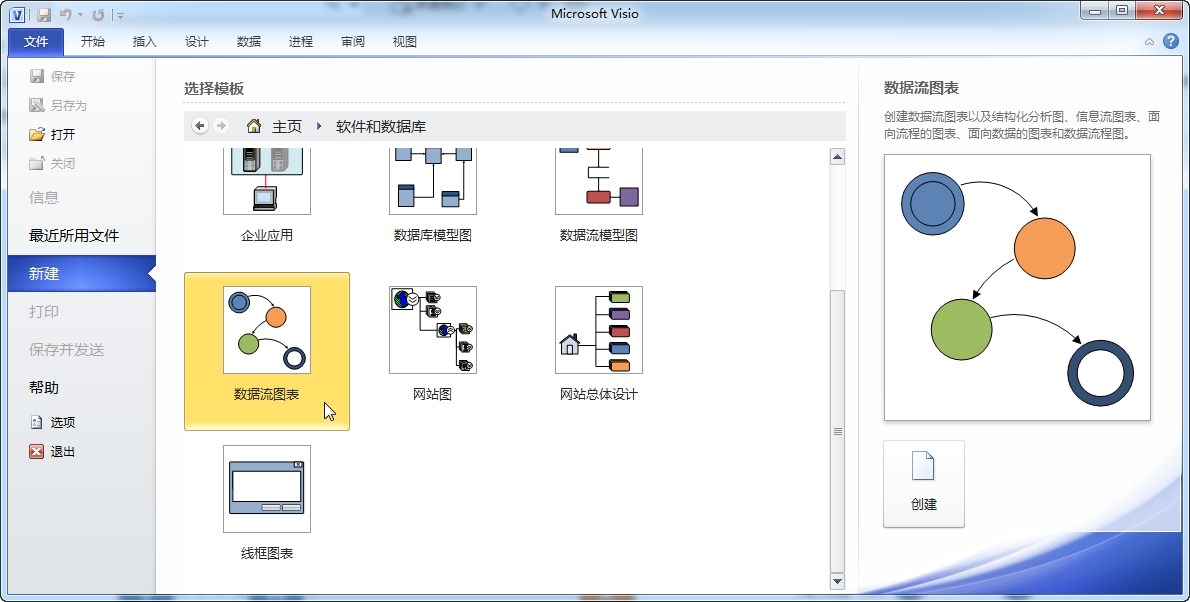 Microsoft Visio
文件 开始 插入 设计 数据 进程 审阅 视图
保存
另存为
打开
关闭
信息
最近所用文件
新建
打印
保存并发送
帮助
选项
退出
选择模板
主页 软件和数据库
企业应用 数据库模型图 数据流模型图
数据流图表 网站图 网站总体设计
线框图表
数据流图表
创建数据流图表以及结构化分析图、信息流图表、面
向流程的图表、面向数据的图表和数据流程图。
创建